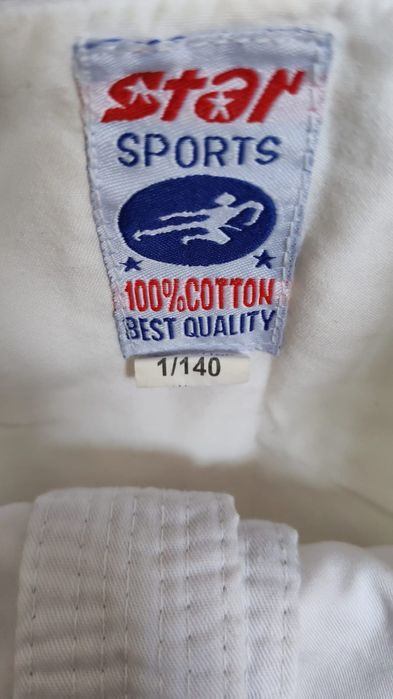 star
SPORTS
100%COTTON
BEST QUALITY
1/140